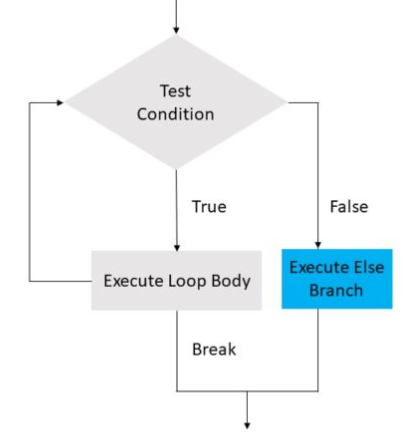 Test
Condition
True
False
Execute Loop Body
Execute Else
Branch
Break